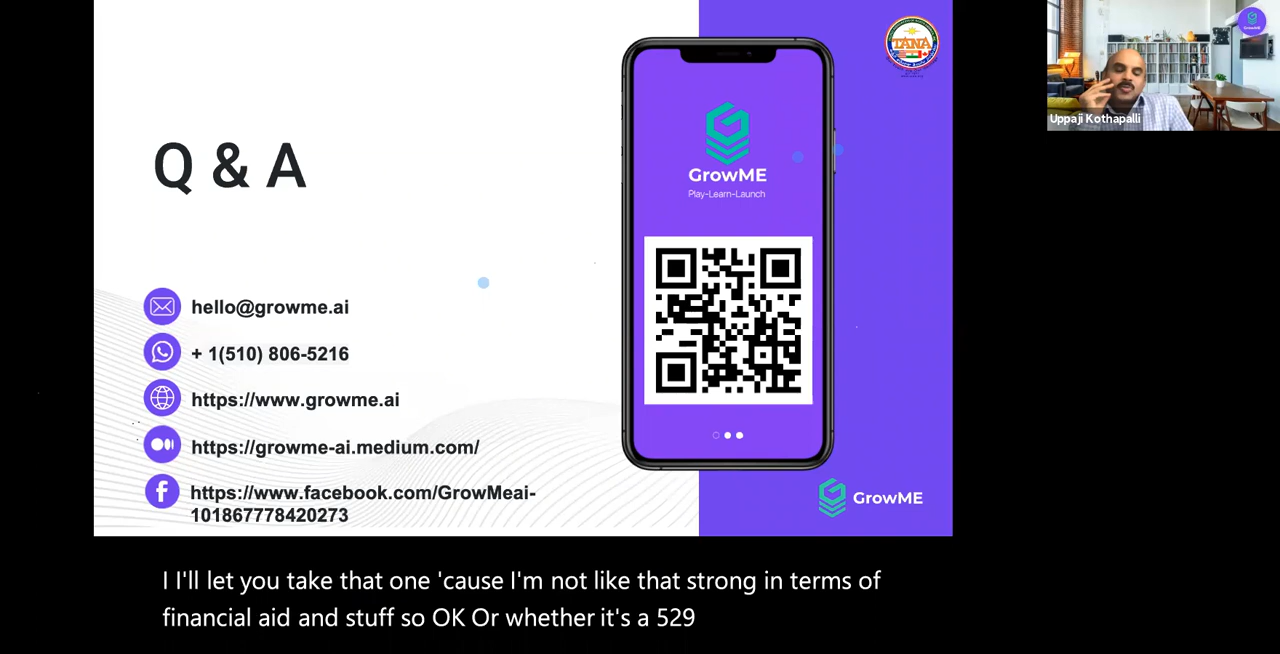 TANA
GrowME
Uppaji Kothapalli
Q & A
GrowME
Play-Learn-Launch
hello@growme.ai
+ 1(510) 806-5216
https://www.growme.ai
https://growme-ai.medium.com/
https://www.facebook.com/GrowMeai-
101867778420273
GrowME
I I'll let you take that one 'cause I'm not like that strong in terms of
financial aid and stuff so OK Or whether it's a 529